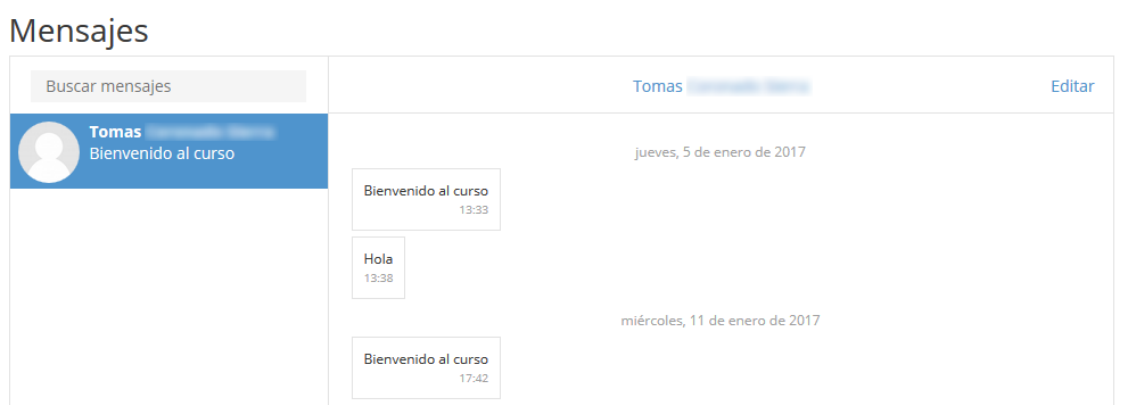 Mensajes
Buscar mensajes
Tomas
Bienvenido al curso
Tomas
Editar
jueves, 5 de enero de 2017
Bienvenido al curso
13:33
Hola
13:38
miércoles, 11 de enero de 2017
Bienvenido al curso
17:42